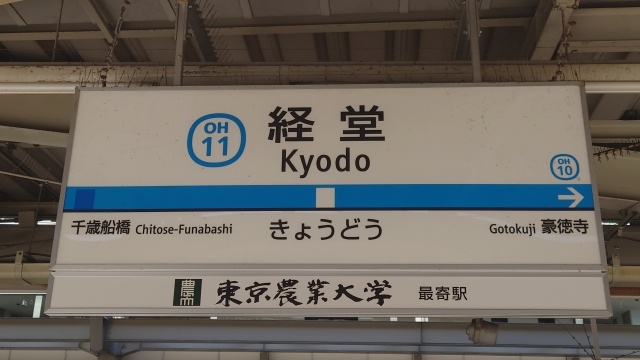 OH
11
経堂
Kyodo
OH
10
千歳船橋 Chitose-Funabashi
きょうどう
Gotokuji 豪徳寺
農大 東京農業大学 最寄駅